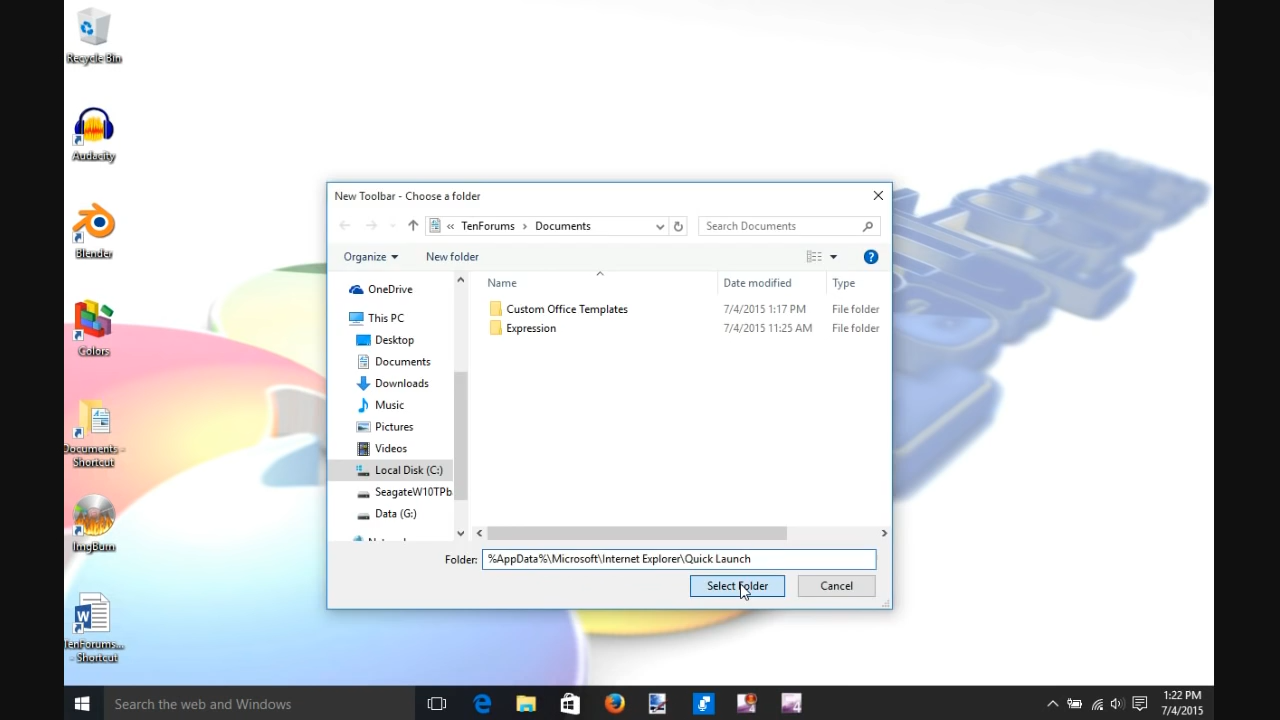 Recycle Bin
Audacity
Blender
Colors
Documents -
Shortcut
ImgBurn
TenForums...
- Shortcut
New Toolbar - Choose a folder
« TenForums > Documents
Search Documents
Organize
New folder
OneDrive
This PC
Desktop
Documents
Downloads
Music
Pictures
Videos
Local Disk (C:)
SeagateW10TPb
Data (G:)
Name Date modified Type
Custom Office Templates 7/4/2015 1:17 PM File folder
Expression 7/4/2015 11:25 AM File folder
Folder: %AppData%\Microsoft\Internet Explorer\Quick Launch
Select Folder
Cancel
Search the web and Windows
1:22 PM
7/4/2015